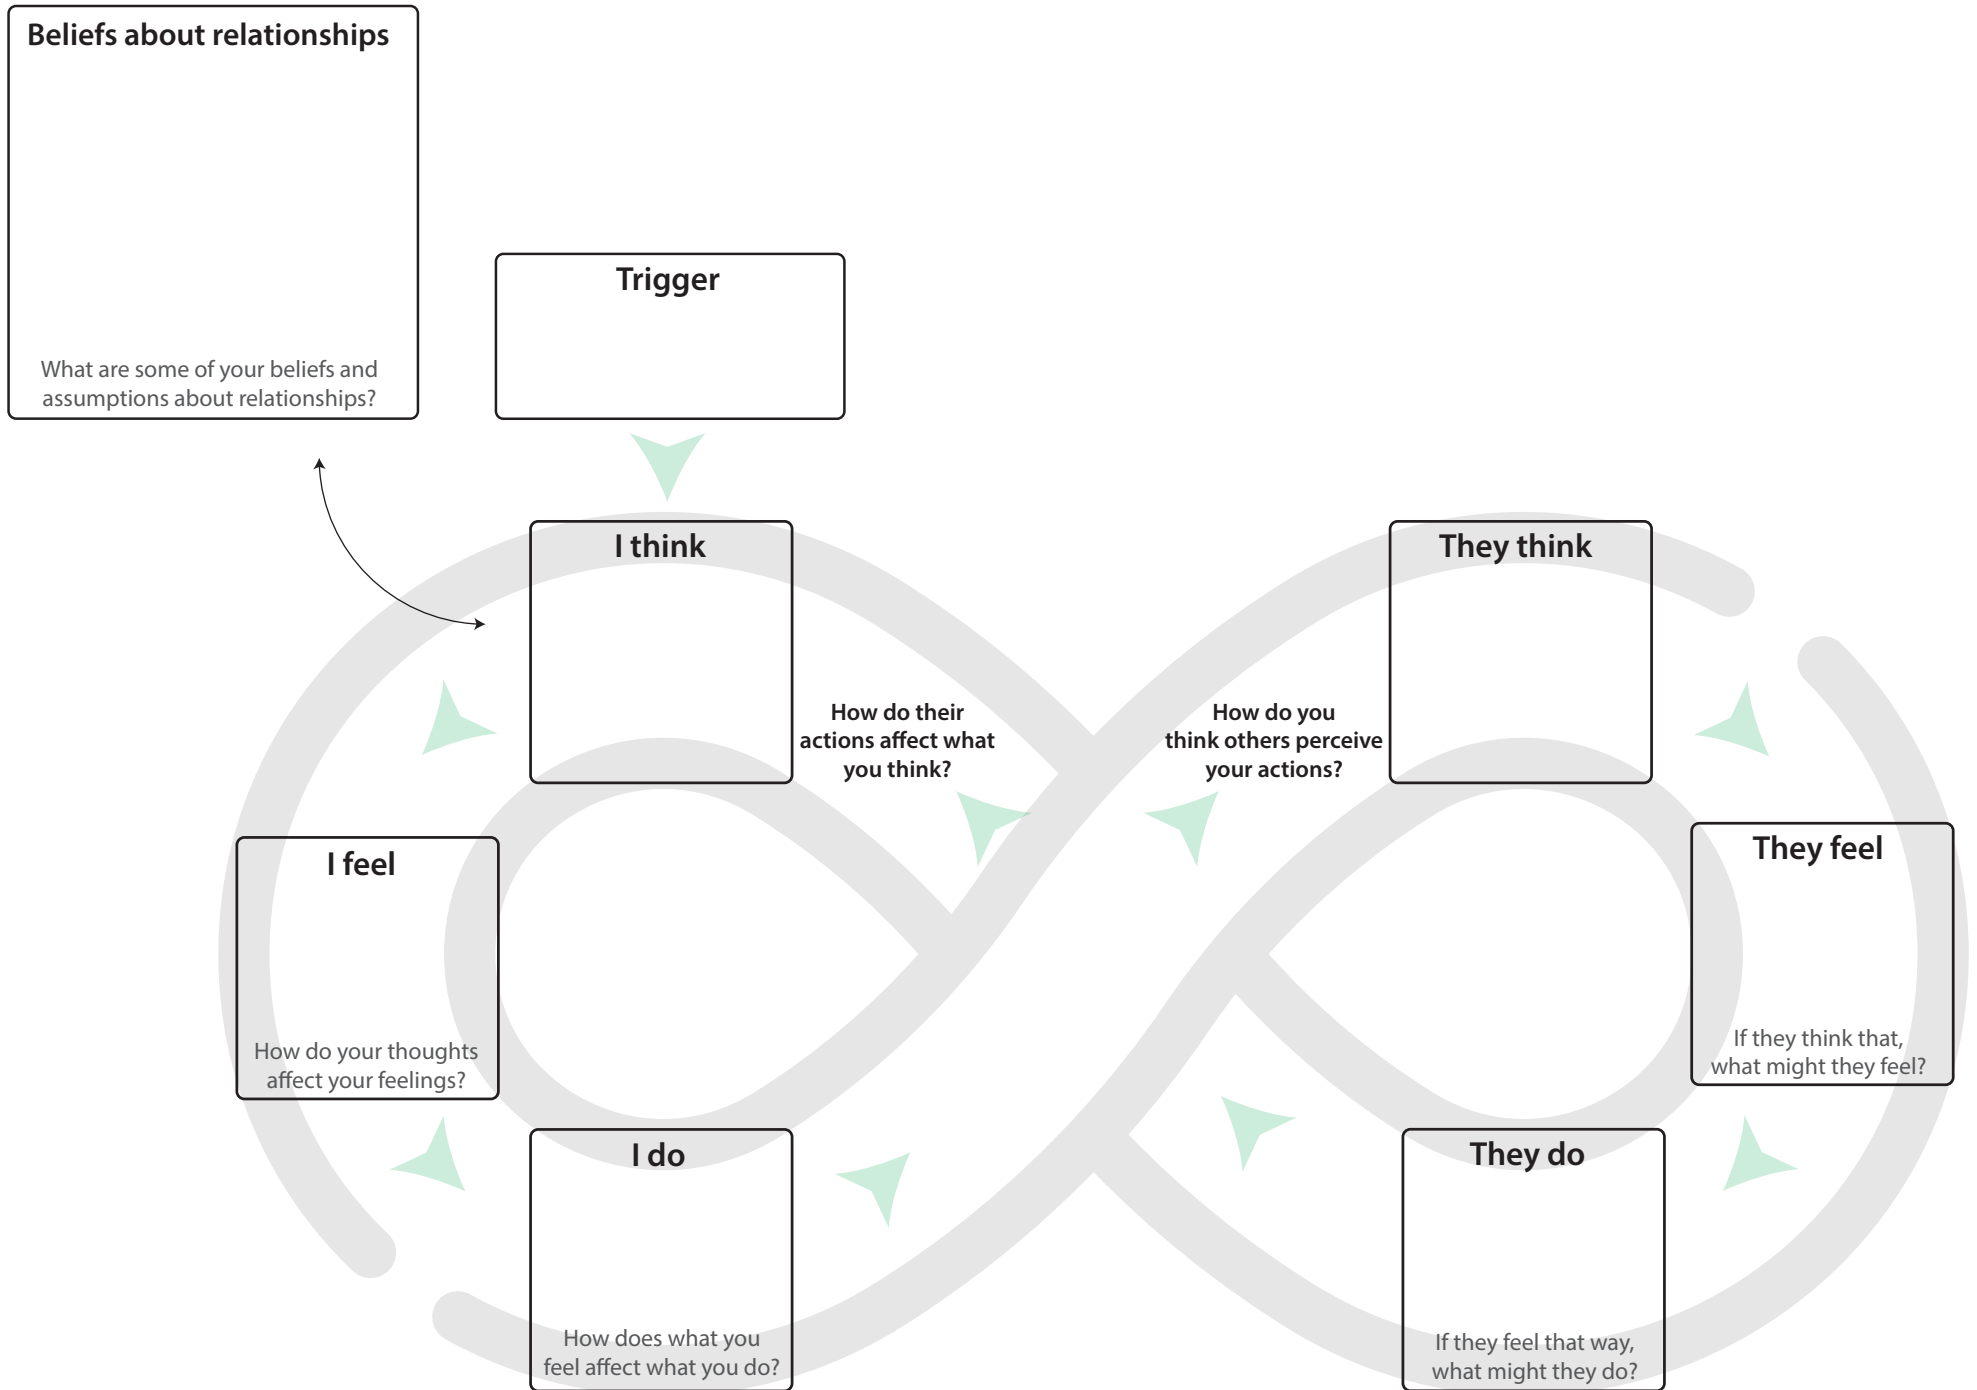 Beliefs about relationships
What are some of your beliefs and
assumptions about relationships?
Trigger
I think
How do their
actions affect what
you think?
How do you
think others perceive
your actions?
They think
I feel
How do your thoughts
affect your feelings?
They feel
If they think that,
what might they feel?
I do
How does what you
feel affect what you do?
They do
If they feel that way,
what might they do?